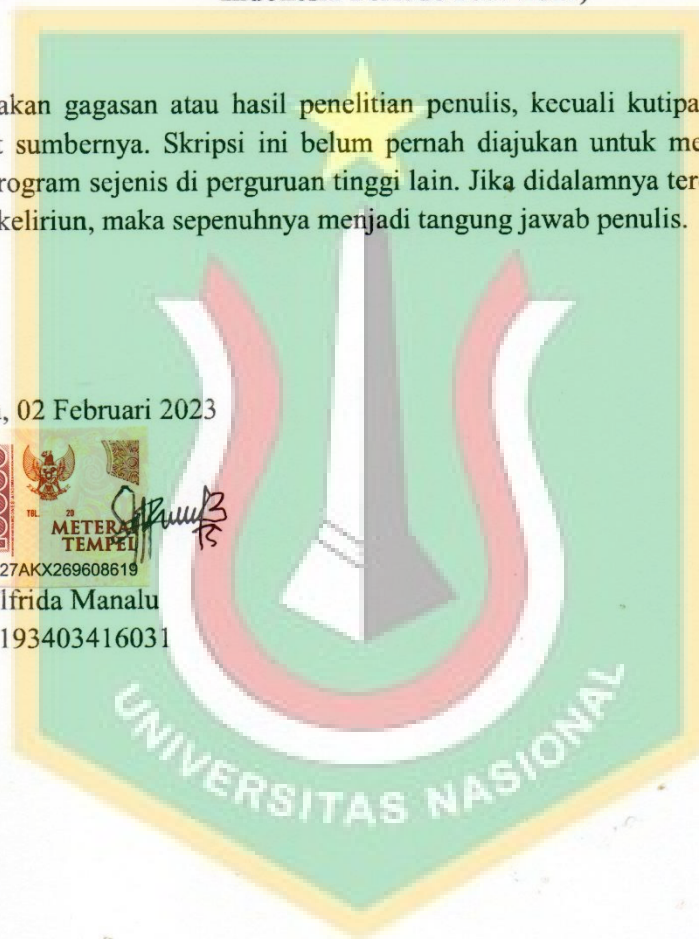 akan gagasan atau hasil penelitian penulis, kecuali kutipa
t sumbernya. Skripsi ini belum pernah diajukan untuk me
rogram sejenis di perguruan tinggi lain. Jika didalamnya ter
keliriun, maka sepenuhnya menjadi tangung jawab penulis.
, 02 Februari 2023
TGL. 20
METERAI
TEMPEL
27AKX269608619
lfrida Manalu
193403416031
UNIVERSITAS NASIONAL